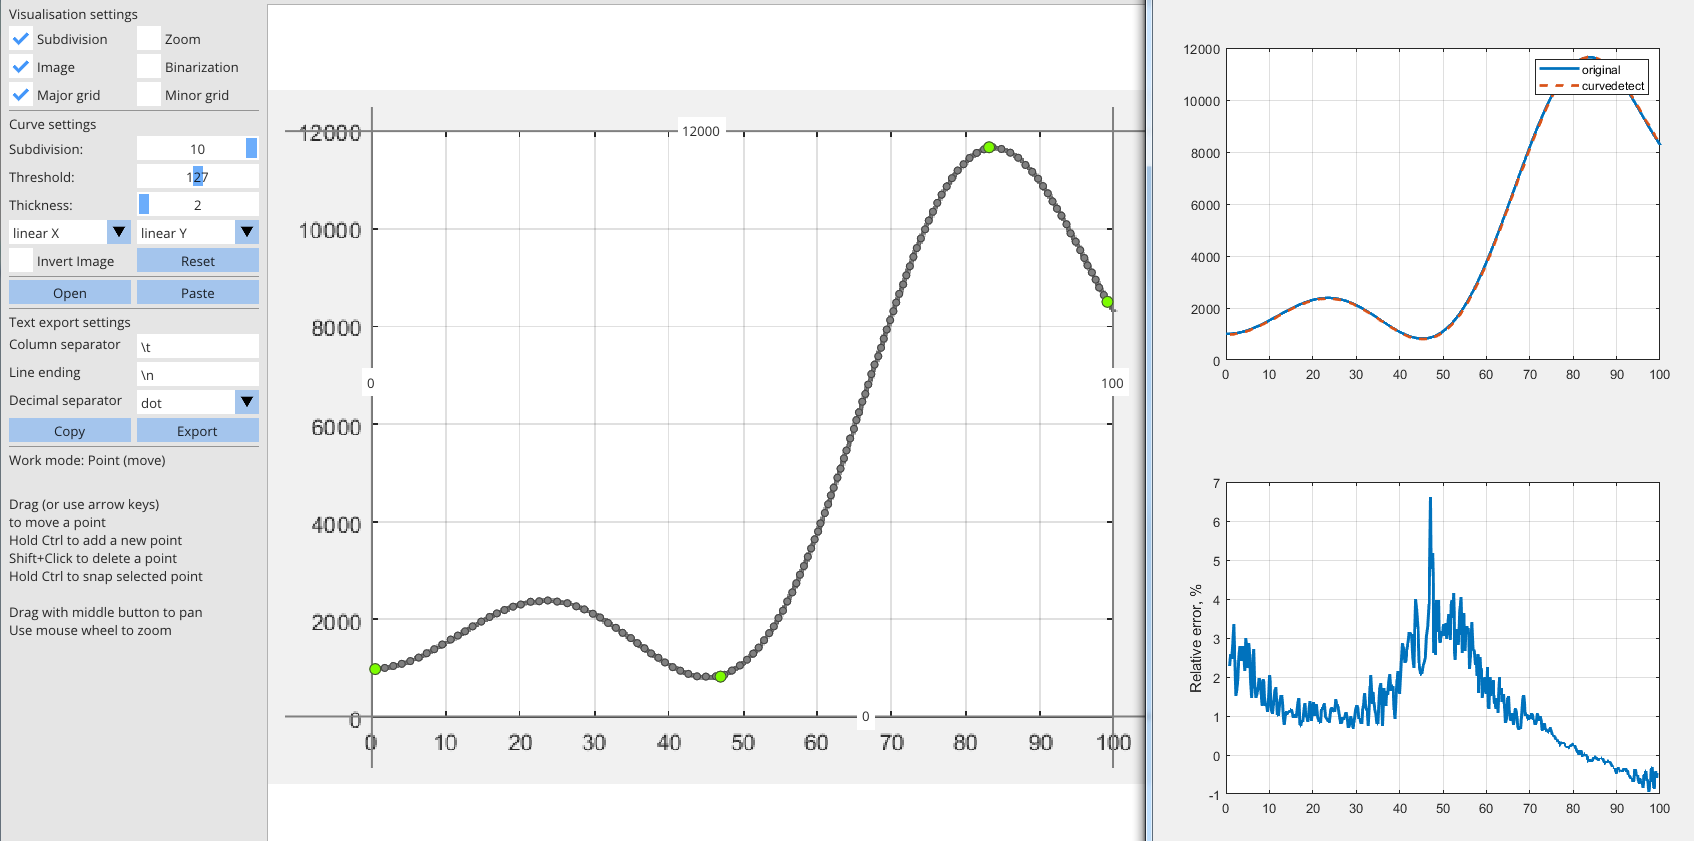 Visualisation settings
Subdivision Zoom
Image Binarization
Major grid Minor grid
Curve settings
Subdivision: 10
Threshold: 127
Thickness: 2
linear X linear Y
Invert Image Reset
Open Paste
Text export settings
Column separator \t
Line ending \n
Decimal separator dot
Copy Export
Work mode: Point (move)
Drag (or use arrow keys)
to move a point
Hold Ctrl to add a new point
Shift+Click to delete a point
Hold Ctrl to snap selected point
Drag with middle button to pan
Use mouse wheel to zoom
12000 12000
10000
8000
0 100
6000
4000
2000
0 0
0 10 20 30 40 50 60 70 80 90 100
12000
original
curvedetect
10000
8000
6000
4000
2000
0
0 10 20 30 40 50 60 70 80 90 100
Relative error, %
7
6
5
4
3
2
1
0
-1
0 10 20 30 40 50 60 70 80 90 100